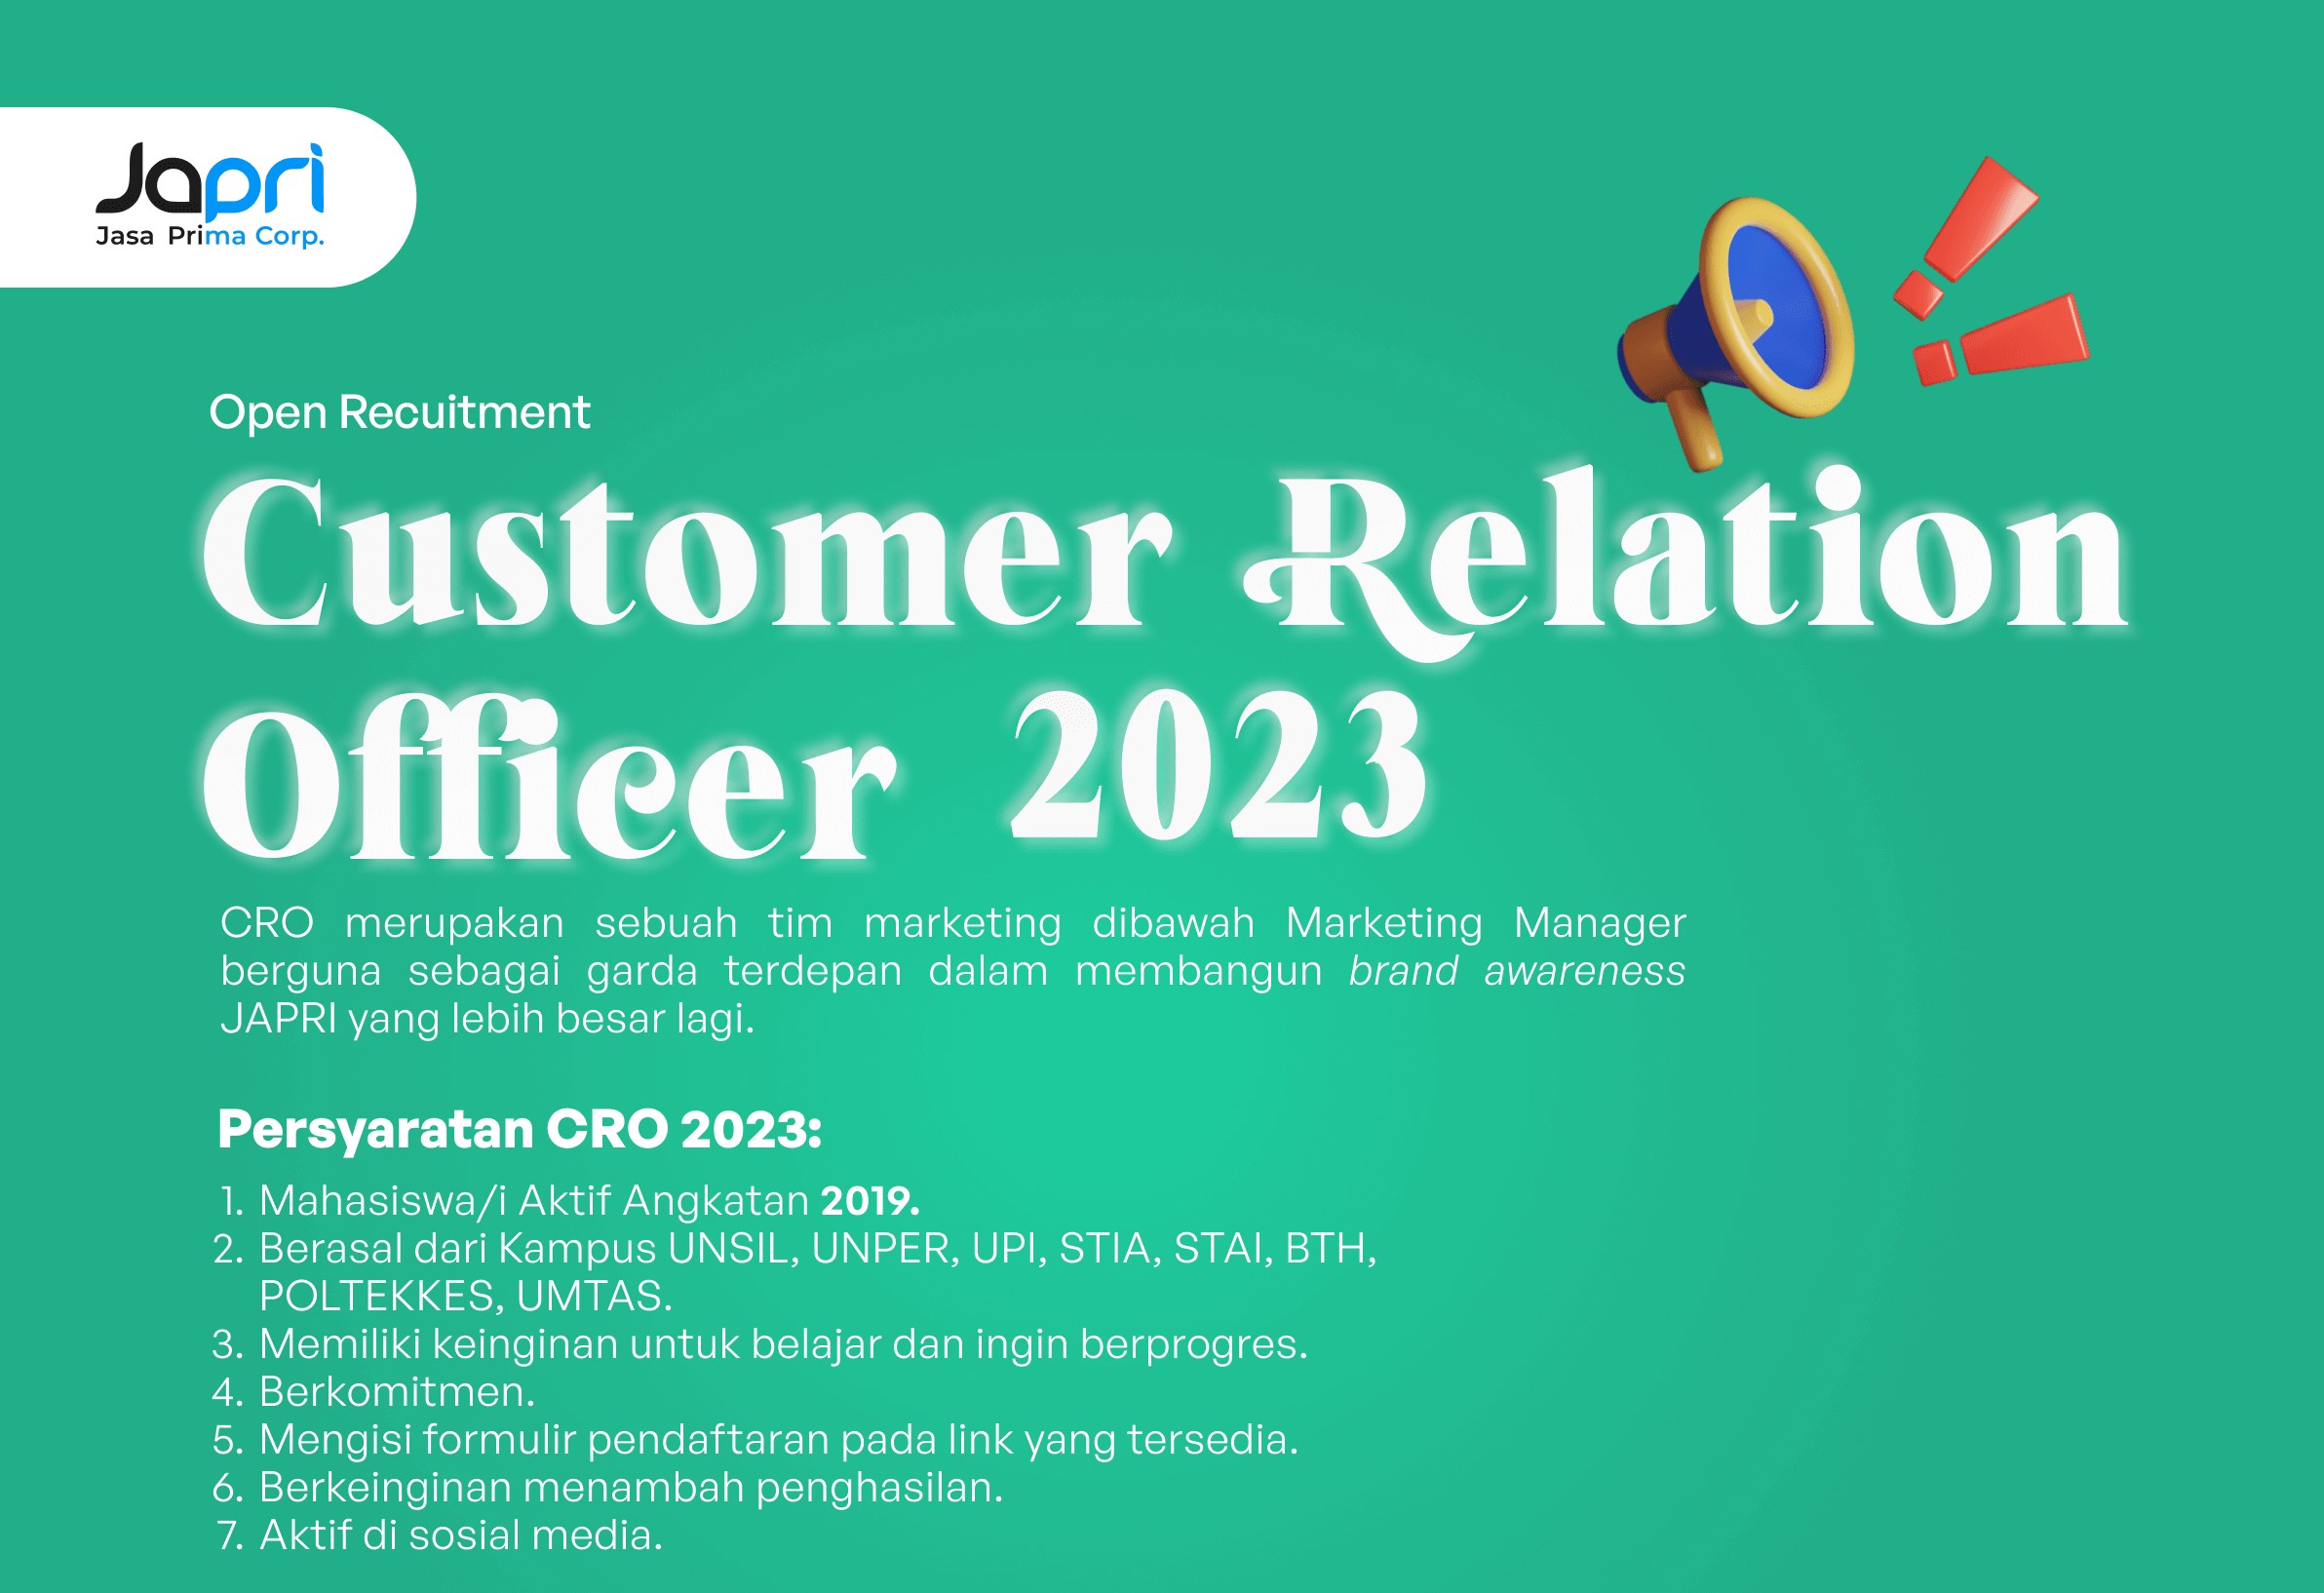 Japri
Jasa Prima Corp.
Open Recuitment
Customer Relation
Officer 2023
CRO merupakan sebuah tim marketing dibawah Marketing Manager
berguna sebagai garda terdepan dalam membangun brand awareness
JAPRI yang lebih besar lagi.
Persyaratan CRO 2023:
1. Mahasiswa/i Aktif Angkatan 2019.
2. Berasal dari Kampus UNSIL, UNPER, UPI, STIA, STAI, BTH,
POLTEKKES, UMTAS.
3. Memiliki keinginan untuk belajar dan ingin berprogres.
4. Berkomitmen.
5. Mengisi formulir pendaftaran pada link yang tersedia.
6. Berkeinginan menambah penghasilan.
7. Aktif di sosial media.